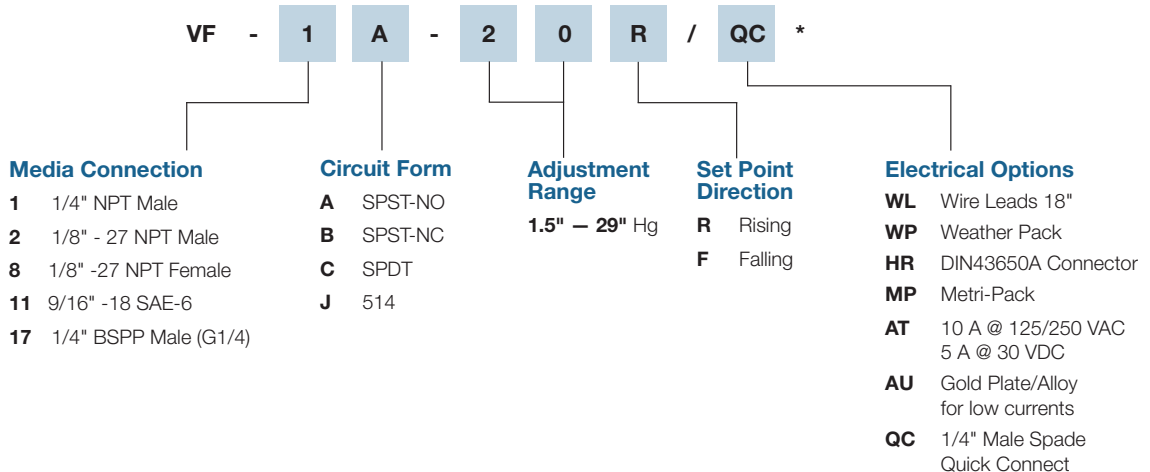 VF - 1 A - 2 0 R / QC *
Media Connection
1 1/4" NPT Male
2 1/8" - 27 NPT Male
8 1/8" -27 NPT Female
11 9/16" -18 SAE-6
17 1/4" BSPP Male (G1/4)
Circuit Form
A SPST-NO
B SPST-NC
C SPDT
J 514
Adjustment
Range
1.5" — 29" Hg
Set Point
Direction
R Rising
F Falling
Electrical Options
WL Wire Leads 18"
WP Weather Pack
HR DIN43650A Connector
MP Metri-Pack
AT 10 A @ 125/250 VAC
5 A @ 30 VDC
AU Gold Plate/Alloy
for low currents
QC 1/4" Male Spade
Quick Connect